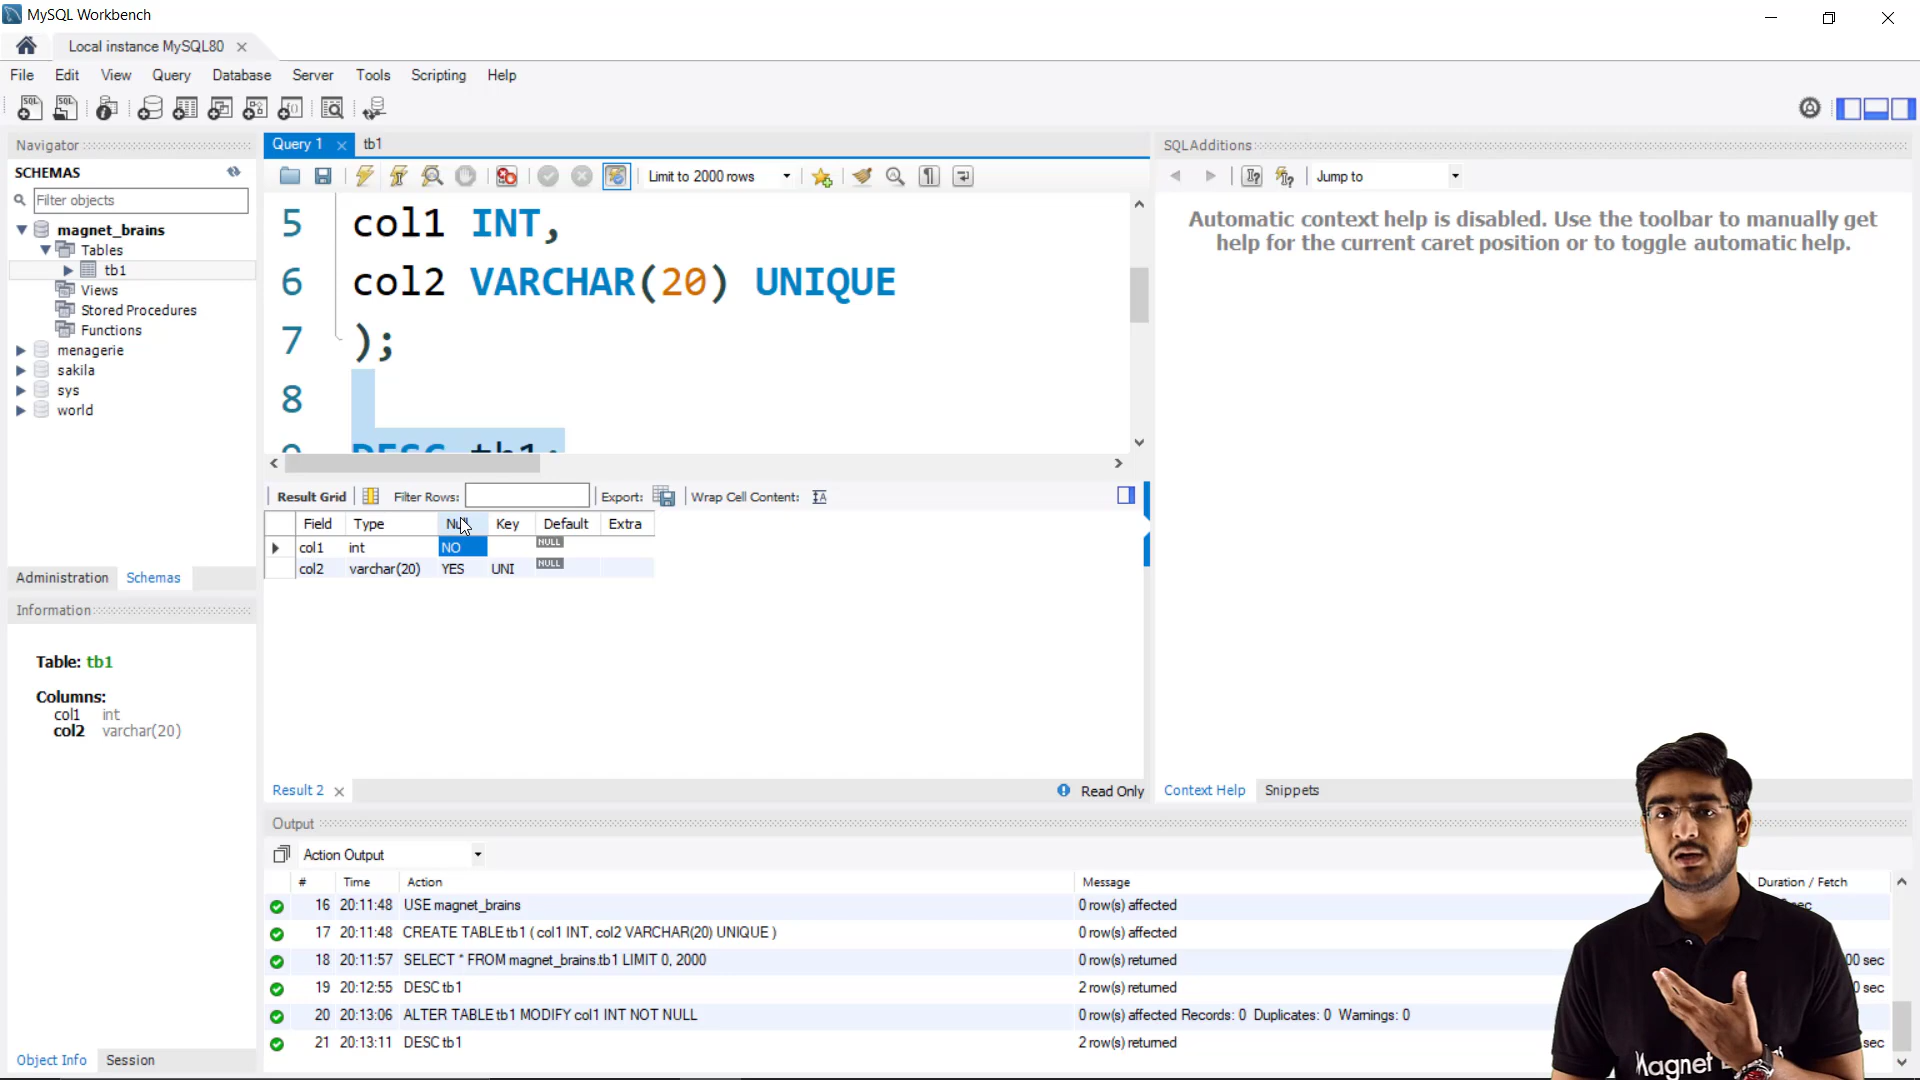 MySQL Workbench
Local instance MySQL80
File Edit View Query Database Server Tools Scripting Help
Navigator
SCHEMAS
Filter objects
magnet_brains
Tables
tb1
Views
Stored Procedures
Functions
menagerie
sakila
sys
world
Administration Schemas
Information
Table: tb1
Columns:
col1 int
col2 varchar(20)
Object Info Session
Query 1 tb1
Limit to 2000 rows
5 col1 INT,
6 col2 VARCHAR(20) UNIQUE
7 );
8
9 DESC tb1;
Result Grid Filter Rows: Export: Wrap Cell Content:
Field Type Null Key Default Extra
col1 int NO NULL
col2 varchar(20) YES UNI NULL
Result 2 Read Only
SQLAdditions
Jump to
Automatic context help is disabled. Use the toolbar to manually get
help for the current caret position or to toggle automatic help.
Context Help Snippets
Output
Action Output
# Time Action Message Duration / Fetch
16 20:11:48 USE magnet_brains 0 row(s) affected sec
17 20:11:48 CREATE TABLE tb1 ( col1 INT, col2 VARCHAR(20) UNIQUE ) 0 row(s) affected
18 20:11:57 SELECT * FROM magnet_brains.tb1 LIMIT 0, 2000 0 row(s) returned 00 sec
19 20:12:55 DESC tb1 2 row(s) returned sec
20 20:13:06 ALTER TABLE tb1 MODIFY col1 INT NOT NULL 0 row(s) affected Records: 0 Duplicates: 0 Warnings: 0
21 20:13:11 DESC tb1 2 row(s) returned sec
Magnet